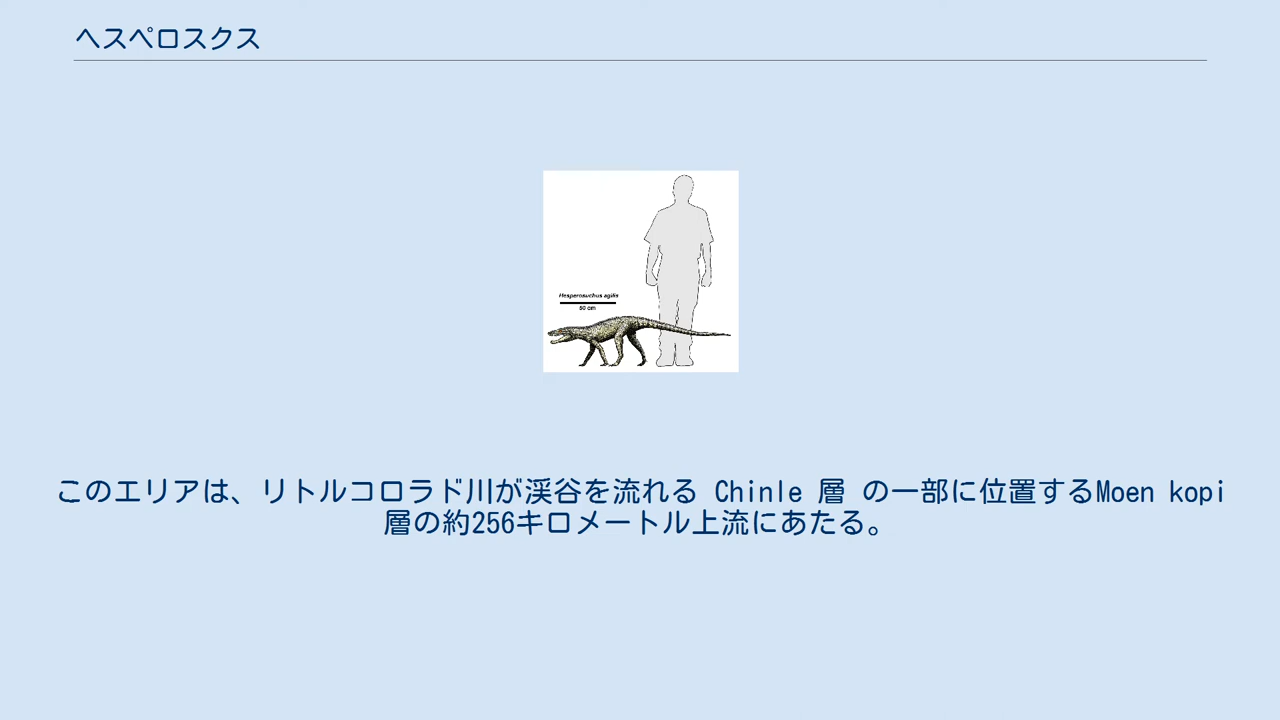 ヘスペロスクス
Hesperosuchus agilis
50 cm
このエリアは、リトルコロラド川が渓谷を流れる Chinle 層 の一部に位置するMoen kopi
層の約256キロメートル上流にあたる。